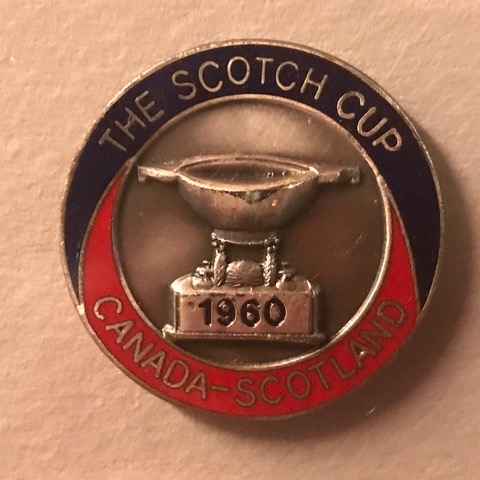 THE SCOTCH CUP
1960
CANADA-SCOTLAND